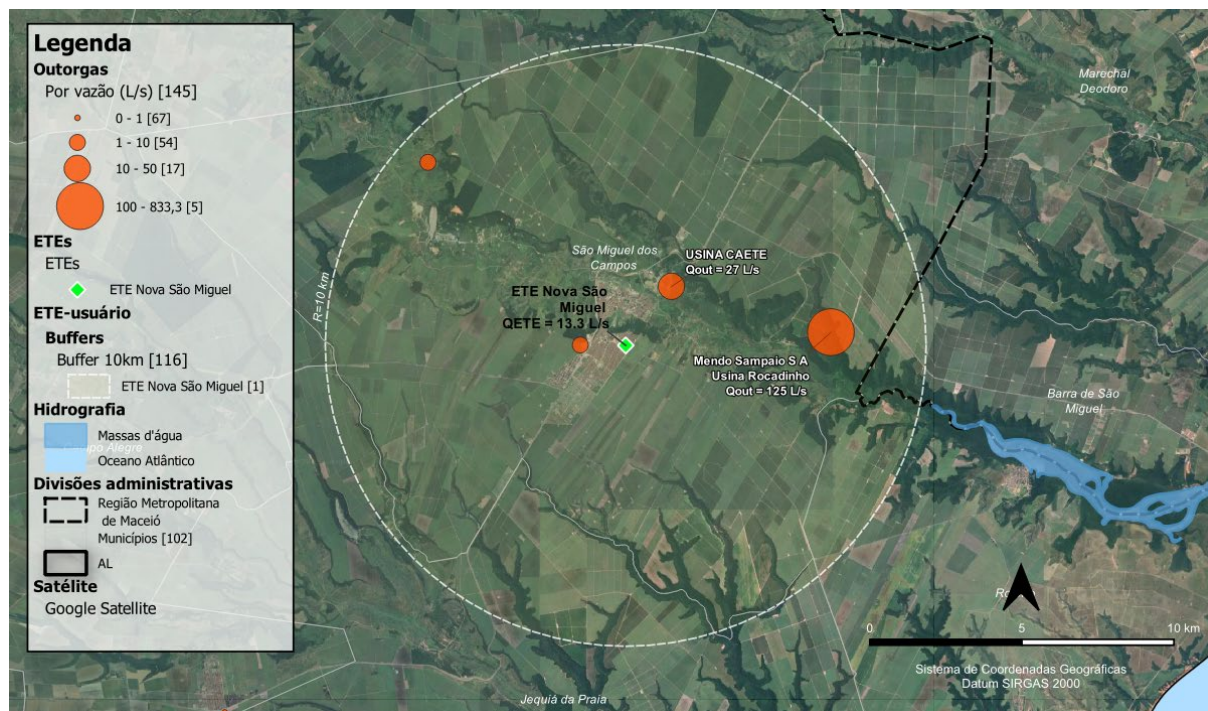 Legenda
Outorgas
Por vazão (L/s) [145]
0 - 1 [67]
1 - 10 [54]
10 - 50 [17]
100 - 833,3 [5]
ETEs
ETEs
ETE Nova São Miguel
ETE-usuário
Buffers
Buffer 10km [116]
ETE Nova São Miguel [1]
Hidrografia
Massas d'água
Oceano Atlântico
Divisões administrativas
Região Metropolitana
de Maceió
Municípios [102]
AL
Satélite
Google Satellite
Marechal
Deodoro
R=10 km
São Miguel dos
Campos
USINA CAETE
Qout = 27 L/s
ETE Nova São
Miguel
QETE = 13.3 L/s
Mendo Sampaio S A
Usina Rocadinho
Qout = 125 L/s
Barra de São
Miguel
0
5
10 km
Sistema de Coordenadas Geográficas
Datum SIRGAS 2000
Jequiá da Praia